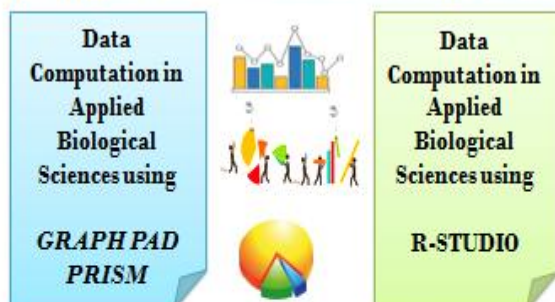 Data
Computation in
Applied
Biological
Sciences using
GRAPH PAD
PRISM
Data
Computation in
Applied
Biological
Sciences using
R-STUDIO